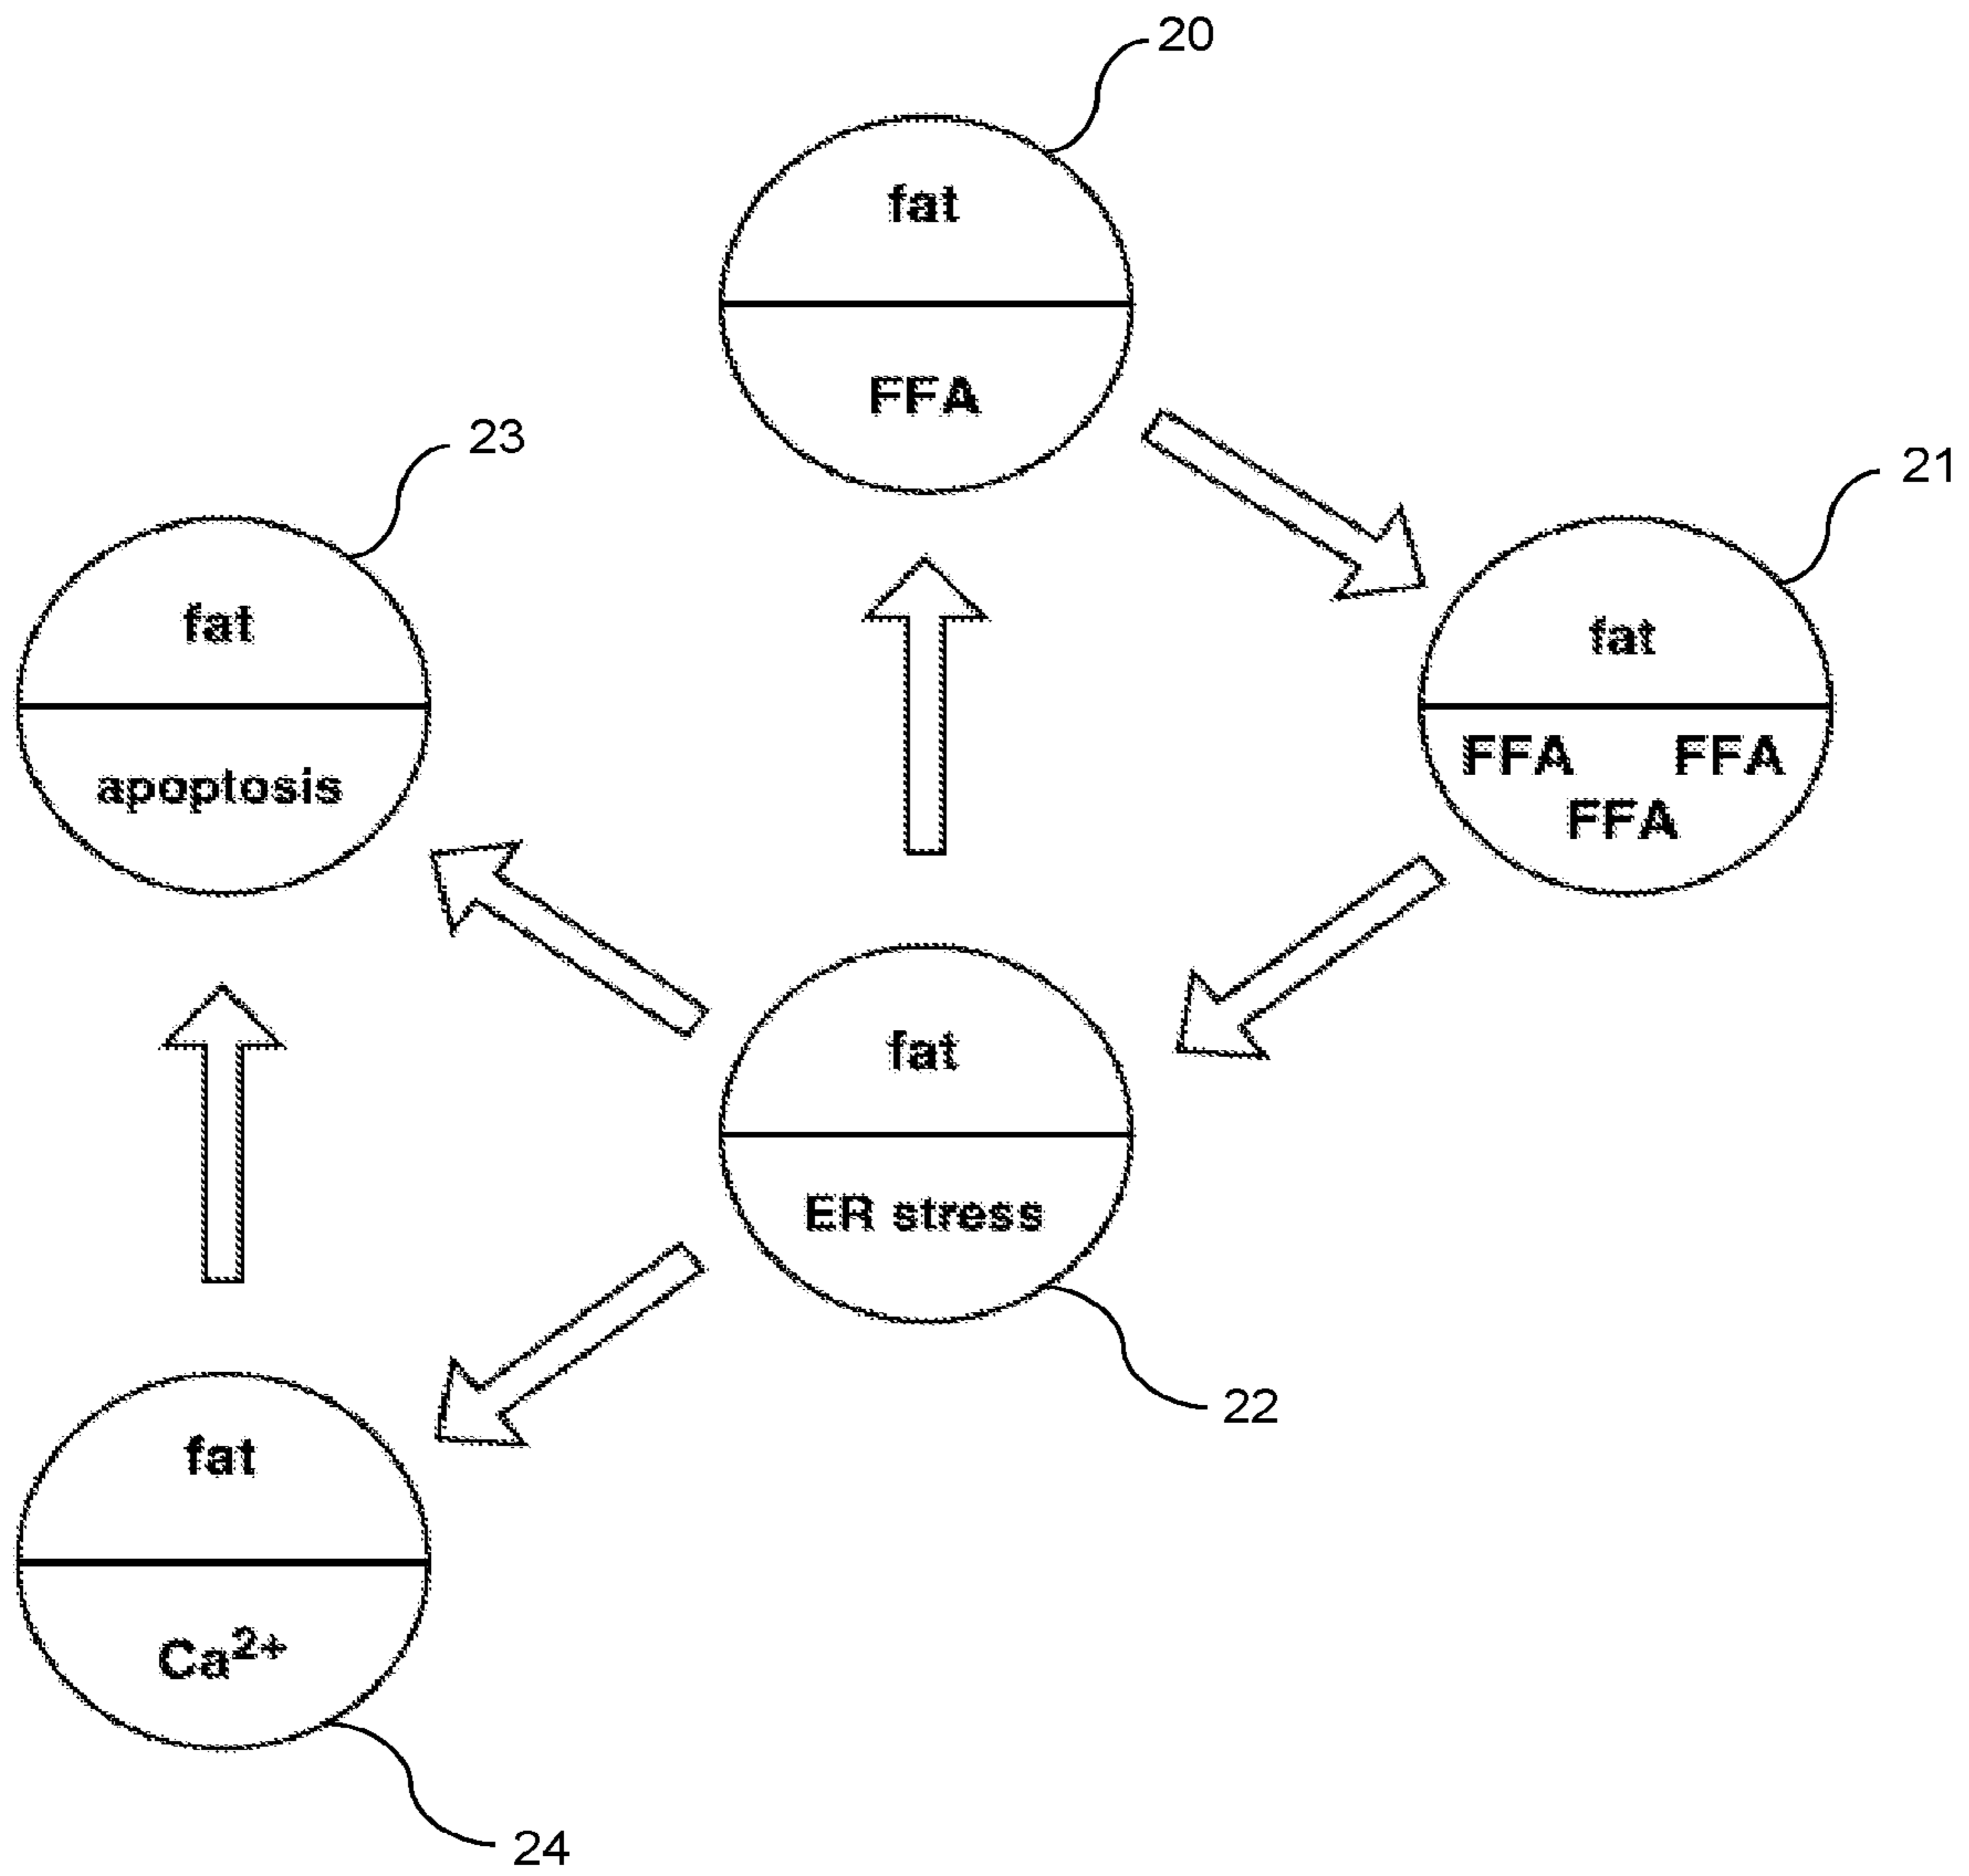 20
fat
FFA
23
21
fat
apoptosis
fat
FFA FFA
FFA
fat
ER stress
22
fat
Ca²⁺
24